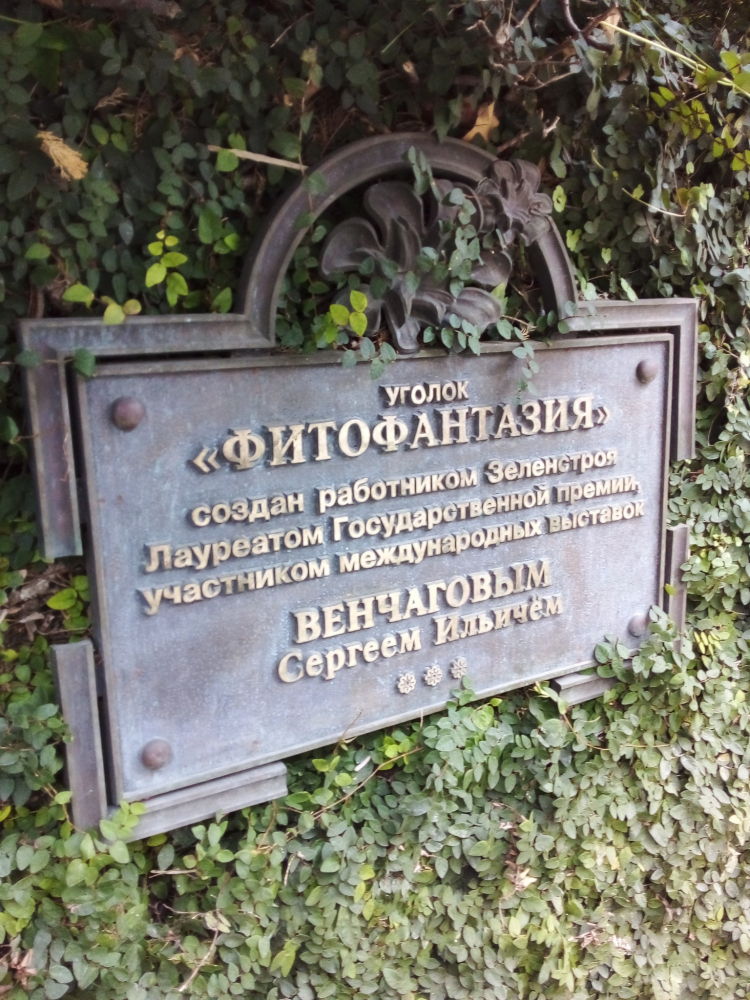 УГОЛОК
«ФИТОФАНТАЗИЯ»
создан работником Зеленстроя
Лауреатом Государственной премии,
участником международных выставок
ВЕНЧАГОВЫМ
Сергеем Ильичём